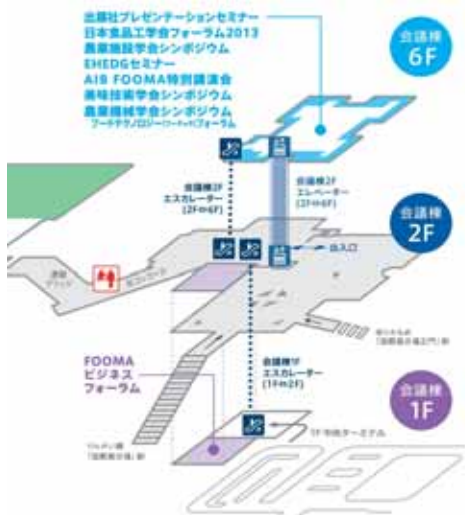 出展社プレゼンテーションセミナー
日本食品工学会フォーラム2013
農業施設学会シンポジウム
EHEDGセミナー
AIB FOOMA特別講演会
美味技術学会シンポジウム
農業機械学会シンポジウム
会議棟
6F
会議棟2F
エスカレーター
(2F⇔6F)
会議棟2F
エレベーター
(2F⇔6F)
会議棟
2F
出入口
FOOMA
ビジネス
フォーラム
会議棟1F
エスカレーター
(1F⇔2F)
会議棟
1F